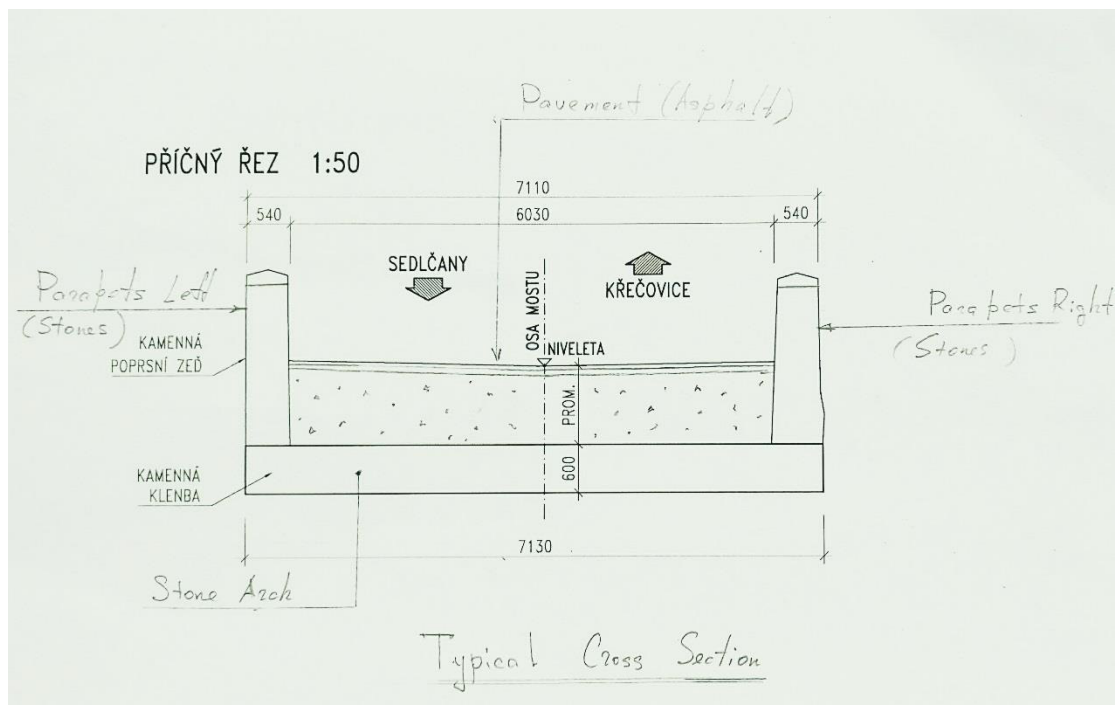 Pavement (Asphalt)
PŘÍČNÝ ŘEZ 1:50
7110
540
6030
540
SEDLČANY
KŘEČOVICE
OSA MOSTU
NIVELETA
Parapets Left
(Stones)
Parapets Right
(Stones)
KAMENNÁ
POPRSNÍ ZEĎ
PROM.
600
KAMENNÁ
KLENBA
7130
Stone Arch
Typical Cross Section